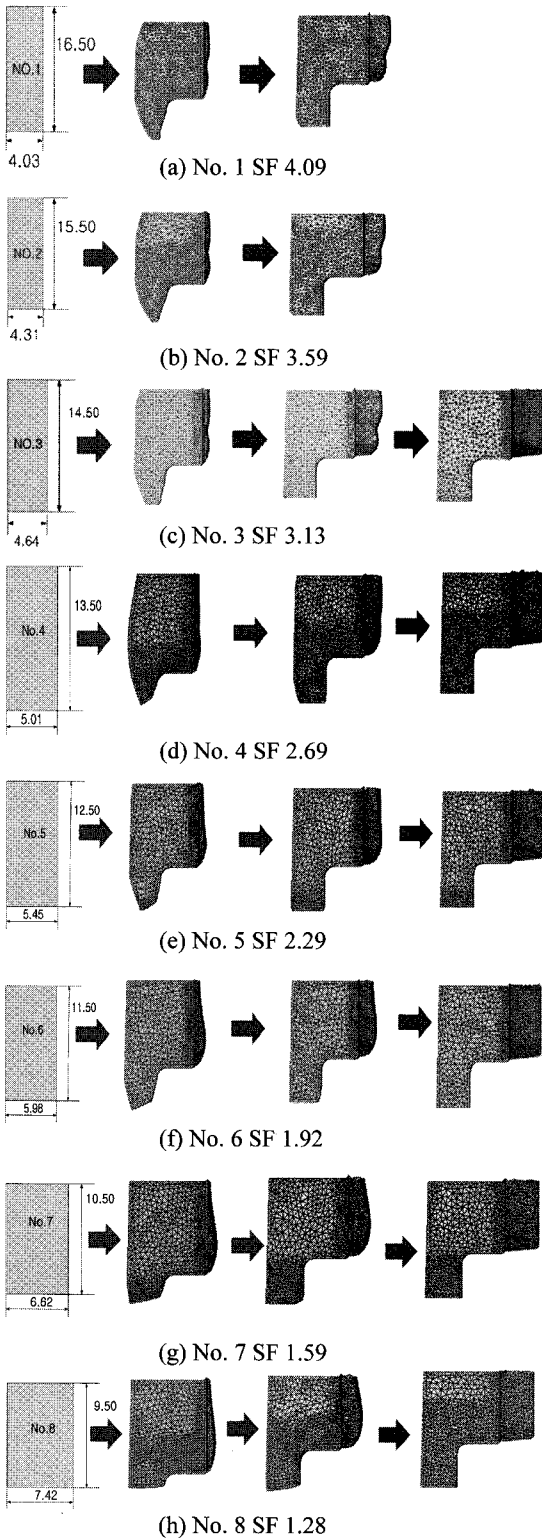 16.50
NO.1
4.03
(a) No. 1 SF 4.09
15.50
NO.2
4.31
(b) No. 2 SF 3.59
14.50
NO.3
4.64
(c) No. 3 SF 3.13
13.50
No.4
5.01
(d) No. 4 SF 2.69
12.50
No.5
5.45
(e) No. 5 SF 2.29
11.50
No.6
5.98
(f) No. 6 SF 1.92
10.50
No.7
6.62
(g) No. 7 SF 1.59
9.50
No.8
7.42
(h) No. 8 SF 1.28